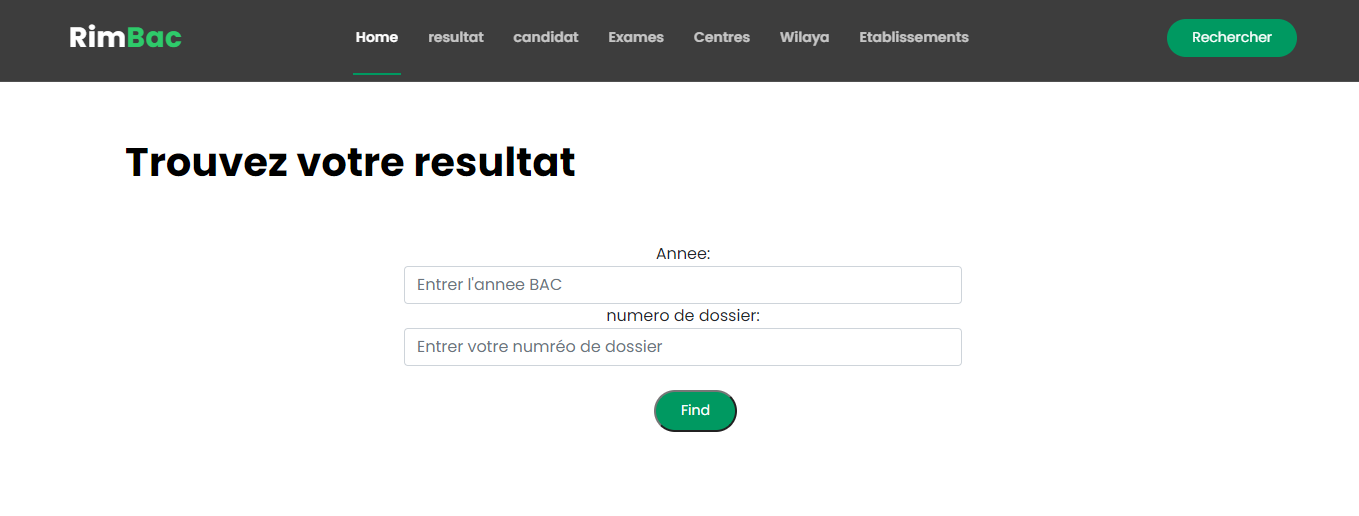 RimBac
Home resultat candidat Exames Centres Wilaya Etablissements
Rechercher
Trouvez votre resultat
Annee:
Entrer l'annee BAC
numero de dossier:
Entrer votre numréo de dossier
Find